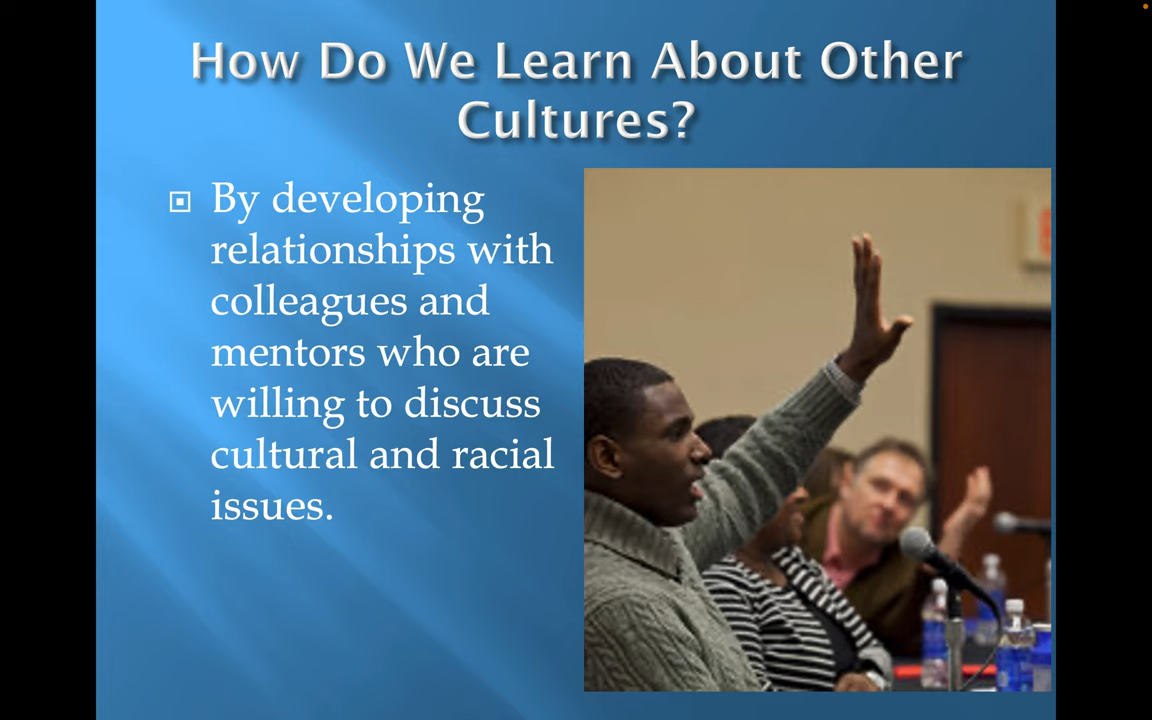 How Do We Learn About Other
Cultures?
By developing
relationships with
colleagues and
mentors who are
willing to discuss
cultural and racial
issues.